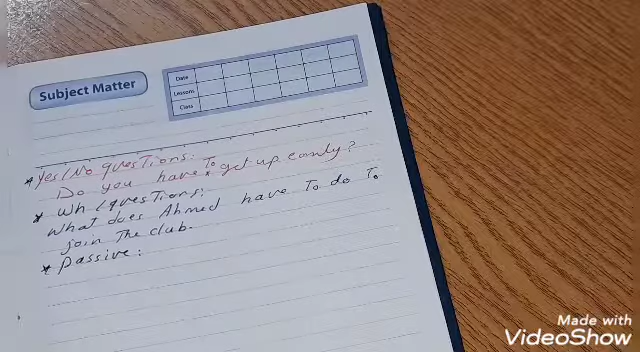 Subject Matter
Date
Lessons
Class
* Yes/No questions:
Do you have To get up early?
* Wh/questions:
What does Ahmed have To do To
join The club.
* passive:
Made with
VideoShow